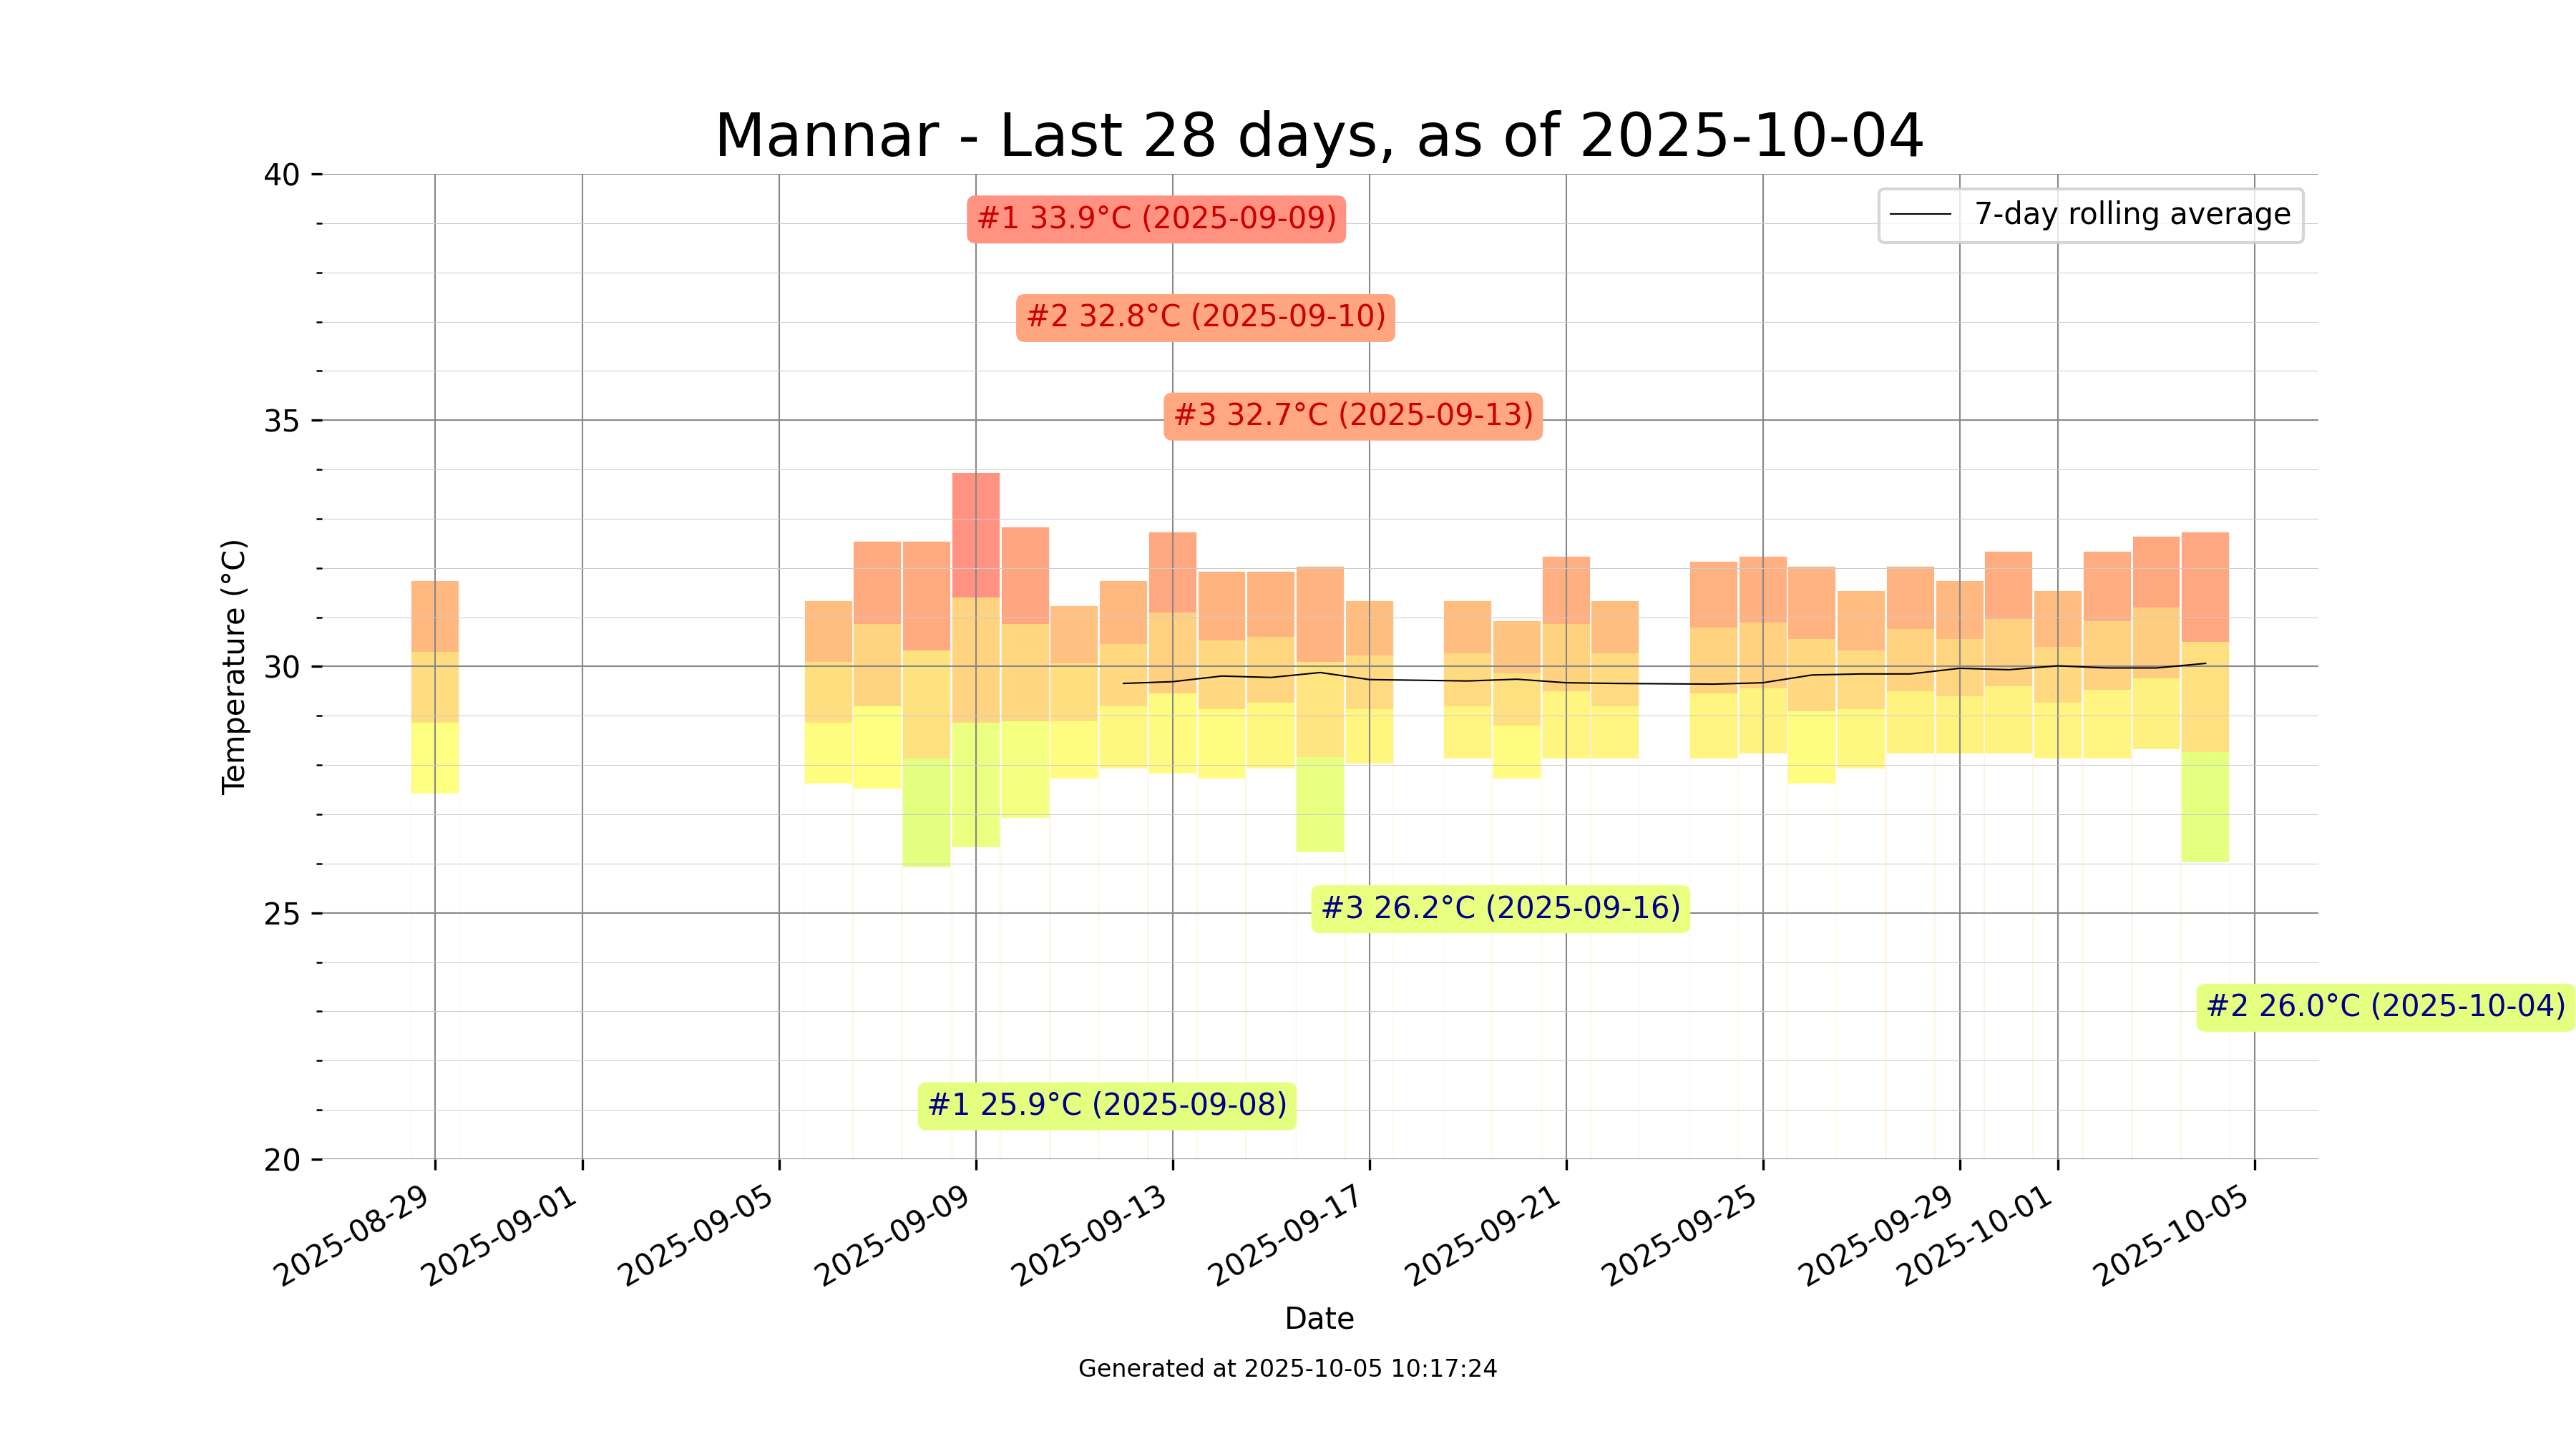 Mannar - Last 28 days, as of 2025-10-04
40
35
30
25
20
Temperature (°C)
7-day rolling average
#1 33.9°C (2025-09-09)
#2 32.8°C (2025-09-10)
#3 32.7°C (2025-09-13)
#3 26.2°C (2025-09-16)
#2 26.0°C (2025-10-04)
#1 25.9°C (2025-09-08)
2025-08-29
2025-09-01
2025-09-05
2025-09-09
2025-09-13
2025-09-17
2025-09-21
2025-09-25
2025-09-29
2025-10-01
2025-10-05
Date
Generated at 2025-10-05 10:17:24